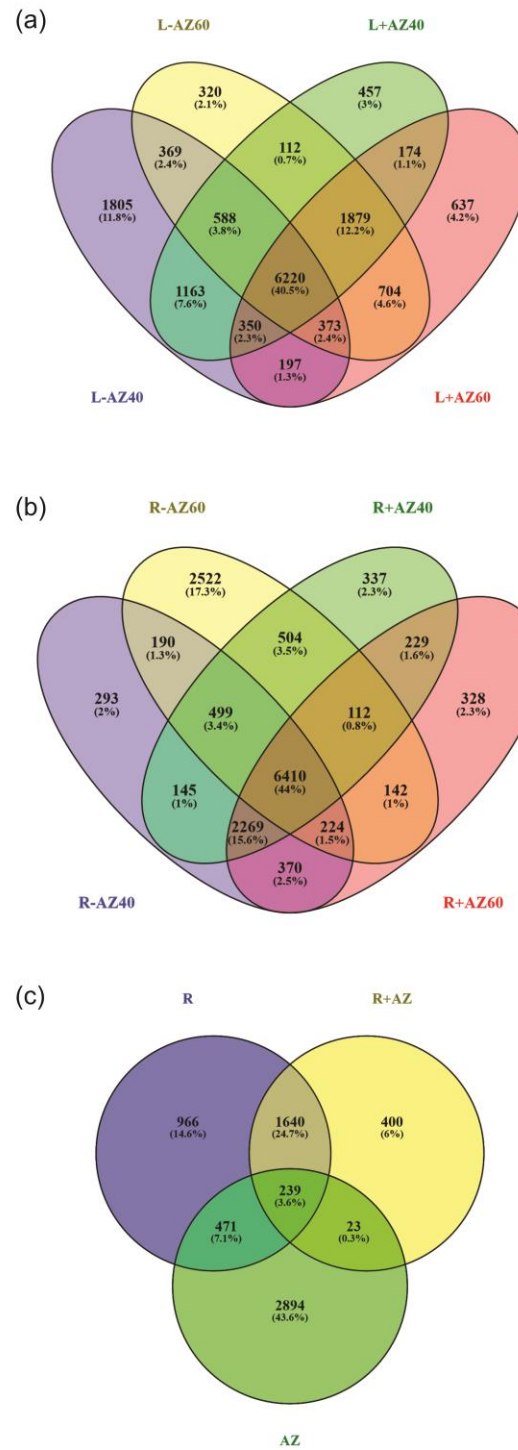 (a)
L-AZ60 L+AZ40
320 457
(2.1%) (3%)
369 112 174
(2.4%) (0.7%) (1.1%)
1805 588 1879 637
(11.8%) (3.8%) (12.2%) (4.2%)
6220
(40.5%)
1163 704
(7.6%) (4.6%)
350 373
(2.3%) (2.4%)
197
(1.3%)
L-AZ40 L+AZ60
(b)
R-AZ60 R+AZ40
2522 337
(17.3%) (2.3%)
190 504 229
(1.3%) (3.5%) (1.6%)
293 499 112 328
(2%) (3.4%) (0.8%) (2.3%)
6410
(44%)
145 142
(1%) (1%)
2269 224
(15.6%) (1.5%)
370
(2.5%)
R-AZ40 R+AZ60
(c)
R R+AZ
966 1640 400
(14.6%) (24.7%) (6%)
239
(3.6%)
471 23
(7.1%) (0.3%)
2894
(43.6%)
AZ